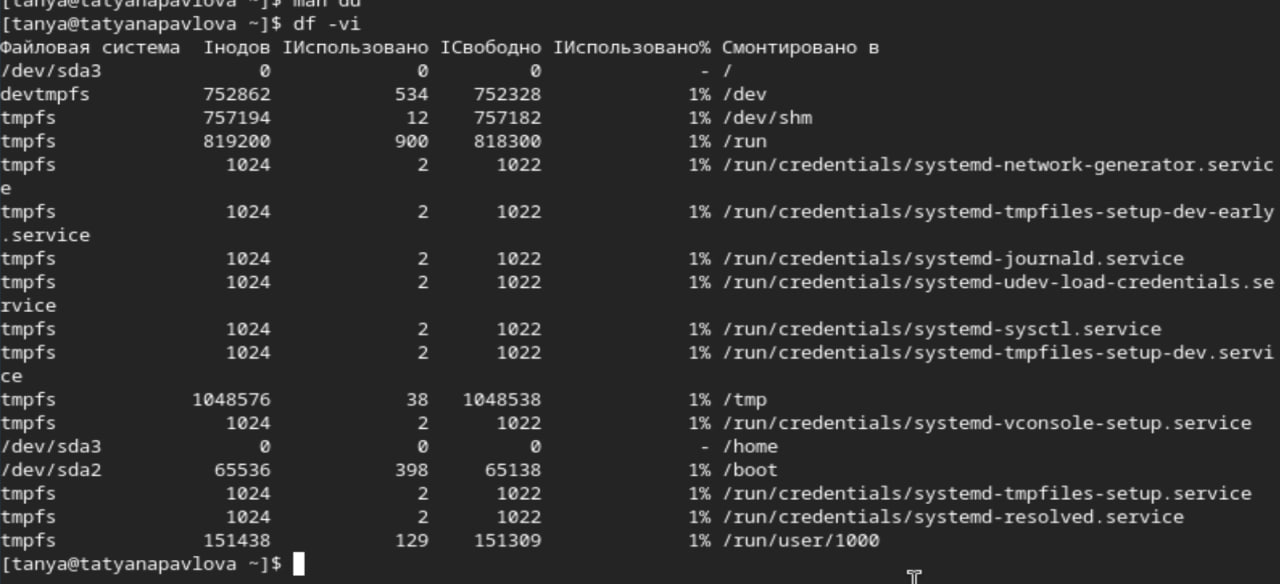 [tanya@tatyanapavlova ~]$ man du
[tanya@tatyanapavlova ~]$ df -vi
Файловая система  Iнодов IИспользовано IСвободно IИспользовано% Смонтировано в
/dev/sda3              0             0         0              - /
devtmpfs          752862           534    752328             1% /dev
tmpfs             757194            12    757182             1% /dev/shm
tmpfs             819200           900    818300             1% /run
tmpfs               1024             2      1022             1% /run/credentials/systemd-network-generator.servic
e
tmpfs               1024             2      1022             1% /run/credentials/systemd-tmpfiles-setup-dev-early
.service
tmpfs               1024             2      1022             1% /run/credentials/systemd-journald.service
tmpfs               1024             2      1022             1% /run/credentials/systemd-udev-load-credentials.se
rvice
tmpfs               1024             2      1022             1% /run/credentials/systemd-sysctl.service
tmpfs               1024             2      1022             1% /run/credentials/systemd-tmpfiles-setup-dev.servi
ce
tmpfs            1048576            38   1048538             1% /tmp
tmpfs               1024             2      1022             1% /run/credentials/systemd-vconsole-setup.service
/dev/sda3              0             0         0              - /home
/dev/sda2          65536           398     65138             1% /boot
tmpfs               1024             2      1022             1% /run/credentials/systemd-tmpfiles-setup.service
tmpfs               1024             2      1022             1% /run/credentials/systemd-resolved.service
tmpfs             151438           129    151309             1% /run/user/1000
[tanya@tatyanapavlova ~]$